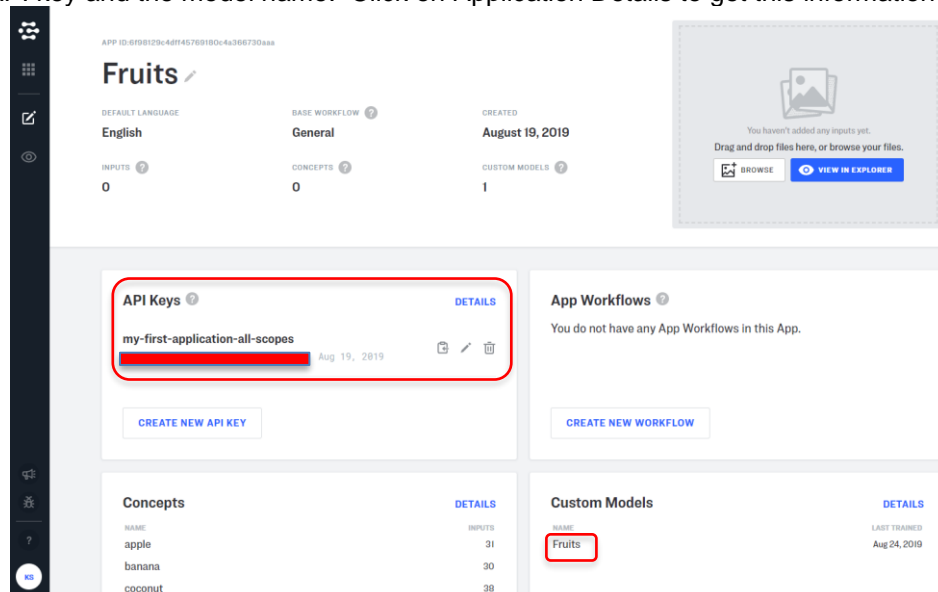 API key and the model name. Click on Application Details to get this information
APP ID:6f98129c4dff45769180c4a366730aaa
Fruits
DEFAULT LANGUAGE
English
BASE WORKFLOW ?
General
CREATED
August 19, 2019
INPUTS ?
0
CONCEPTS ?
0
CUSTOM MODELS ?
1
You haven't added any inputs yet.
Drag and drop files here, or browse your files.
BROWSE
VIEW IN EXPLORER
API Keys ?
DETAILS
my-first-application-all-scopes
Aug 19, 2019
CREATE NEW API KEY
App Workflows ?
You do not have any App Workflows in this App.
CREATE NEW WORKFLOW
Concepts
DETAILS
NAME INPUTS
apple 31
banana 30
coconut 38
Custom Models
DETAILS
NAME LAST TRAINED
Fruits Aug 24, 2019
?
KS